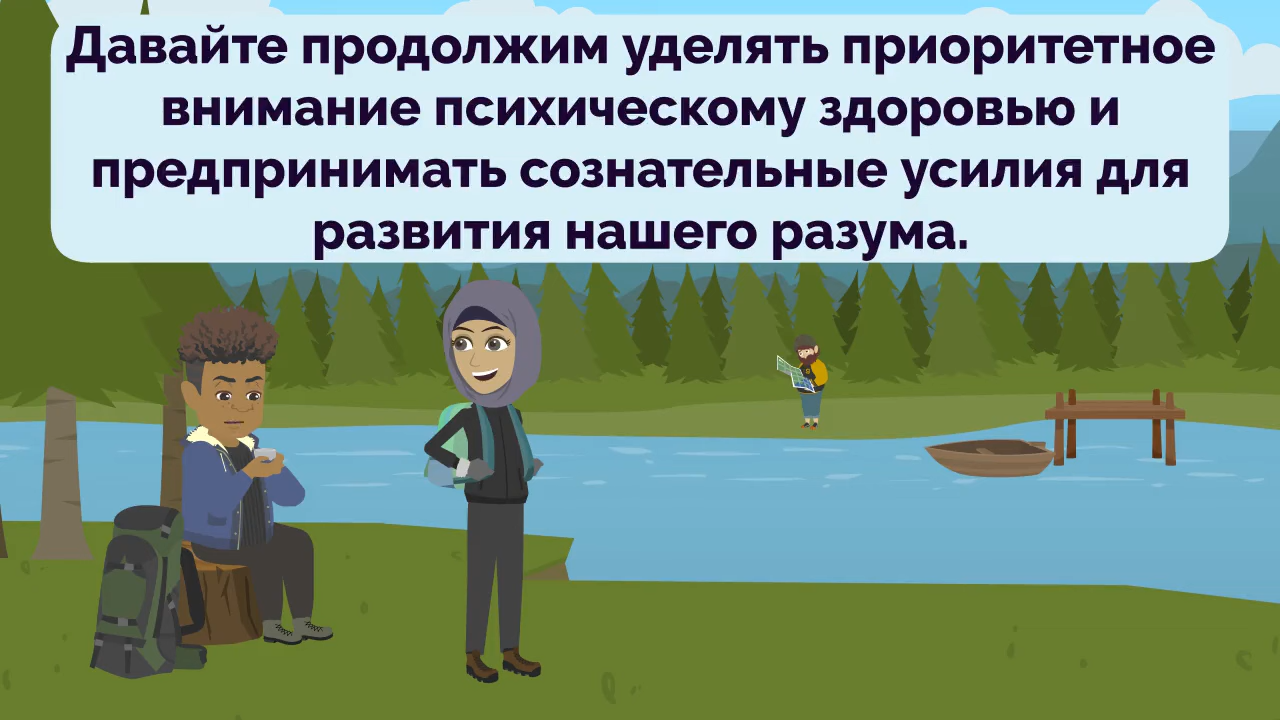 Давайте продолжим уделять приоритетное
внимание психическому здоровью и
предпринимать сознательные усилия для
развития нашего разума.